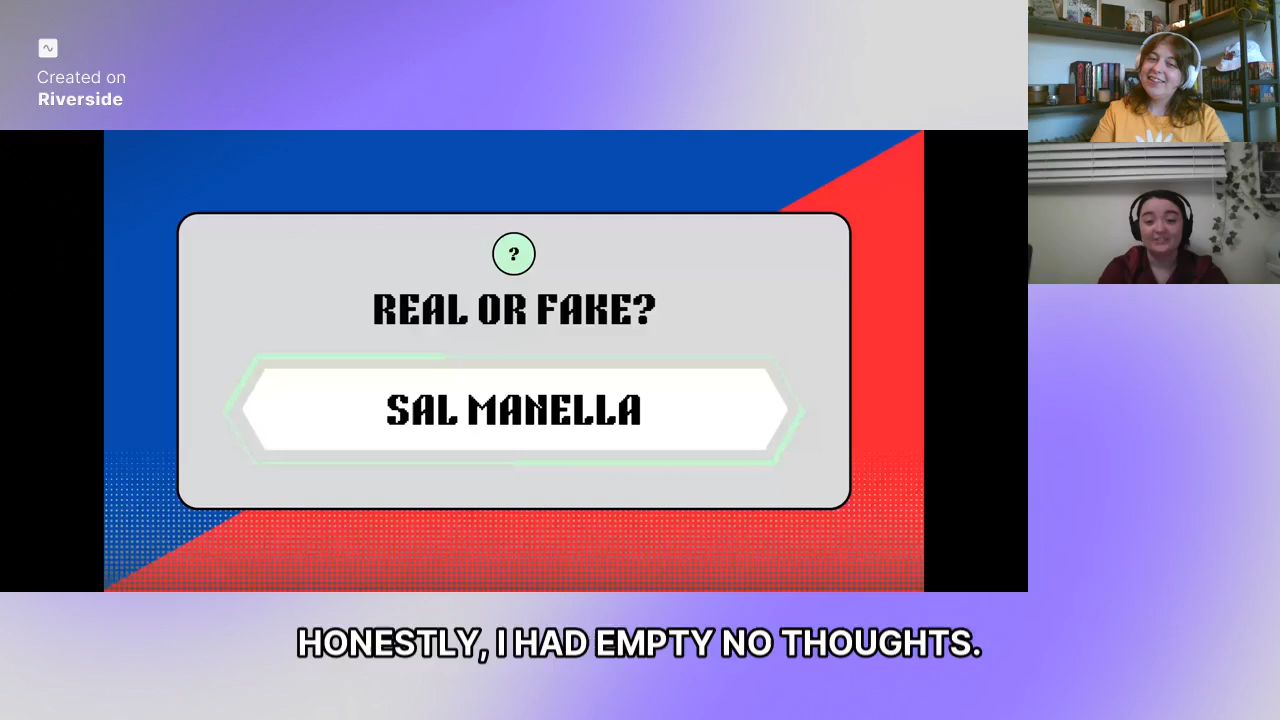 Created on
Riverside
?
REAL OR FAKE?
SAL MANELLA
HONESTLY, I HAD EMPTY NO THOUGHTS.